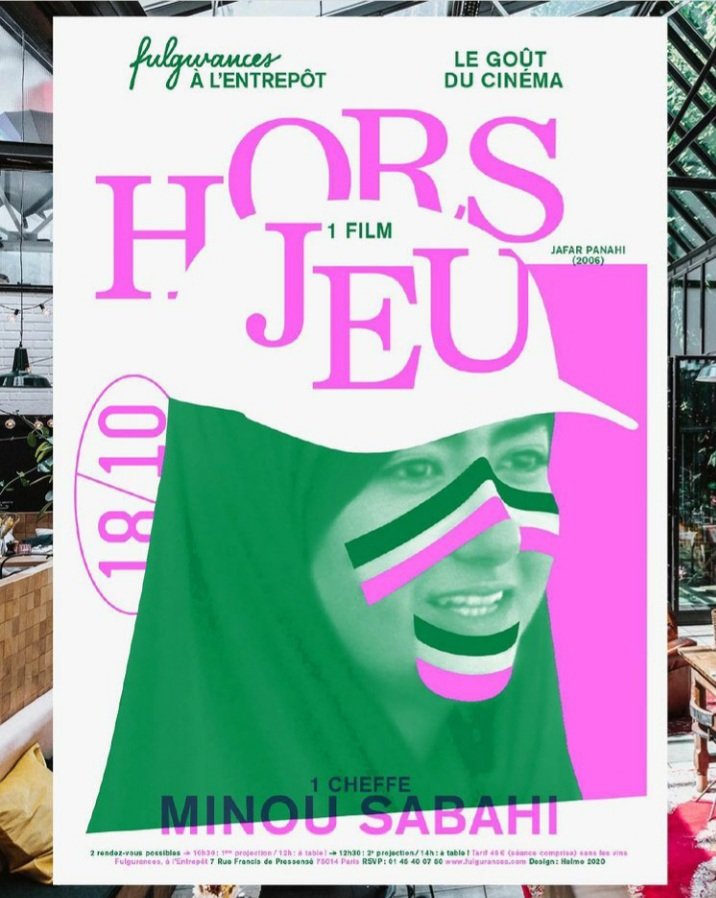 fulgurances
À L'ENTREPÔT
LE GOÛT
DU CINÉMA
HORS
1 FILM
JEU
JAFAR PANAHI
(2006)
18/10
1 CHEFFE
MINOU SABAHI
2 rendez-vous possibles → 10h30 : 1ère projection / 12h : à table ! → 12h30 : 2e projection / 14h : à table ! Tarif 45 € (séance comprise) sans les vins
Fulgurances, à l'Entrepôt 7 Rue Francis de Pressensé 75014 Paris RSVP : 01 45 40 07 50 www.fulgurances.com Design : Helmo 2020